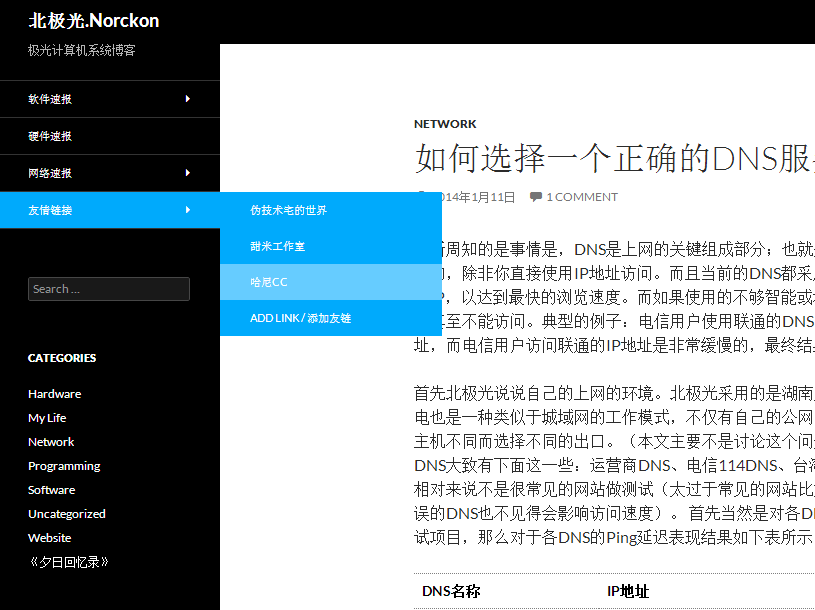 北极光.Norckon
极光计算机系统博客
软件速报
硬件速报
网络速报
友情链接
伪技术宅的世界
甜米工作室
哈尼CC
ADD LINK / 添加友链
Search ...
CATEGORIES
Hardware
My Life
Network
Programming
Software
Uncategorized
Website
《夕日回忆录》
NETWORK
如何选择一个正确的DNS服
014年1月11日 1 COMMENT
周知的是事情是，DNS是上网的关键组成部分；也就
，除非你直接使用IP地址访问。而且当前的DNS都采
，以达到最快的浏览速度。而如果使用的不够智能或
至不能访问。典型的例子：电信用户使用联通的DNS
址，而电信用户访问联通的IP地址是非常缓慢的，最终结
首先北极光说说自己的上网的环境。北极光采用的是湖南
电也是一种类似于城域网的工作模式，不仅有自己的公网
主机不同而选择不同的出口。（本文主要不是讨论这个问
DNS大致有下面这一些：运营商DNS、电信114DNS、台
相对来说不是很常见的网站做测试（太过于常见的网站比
误的DNS也不见得会影响访问速度）。首先当然是对各D
试项目，那么对于各DNS的Ping延迟表现结果如下表所示
DNS名称 IP地址